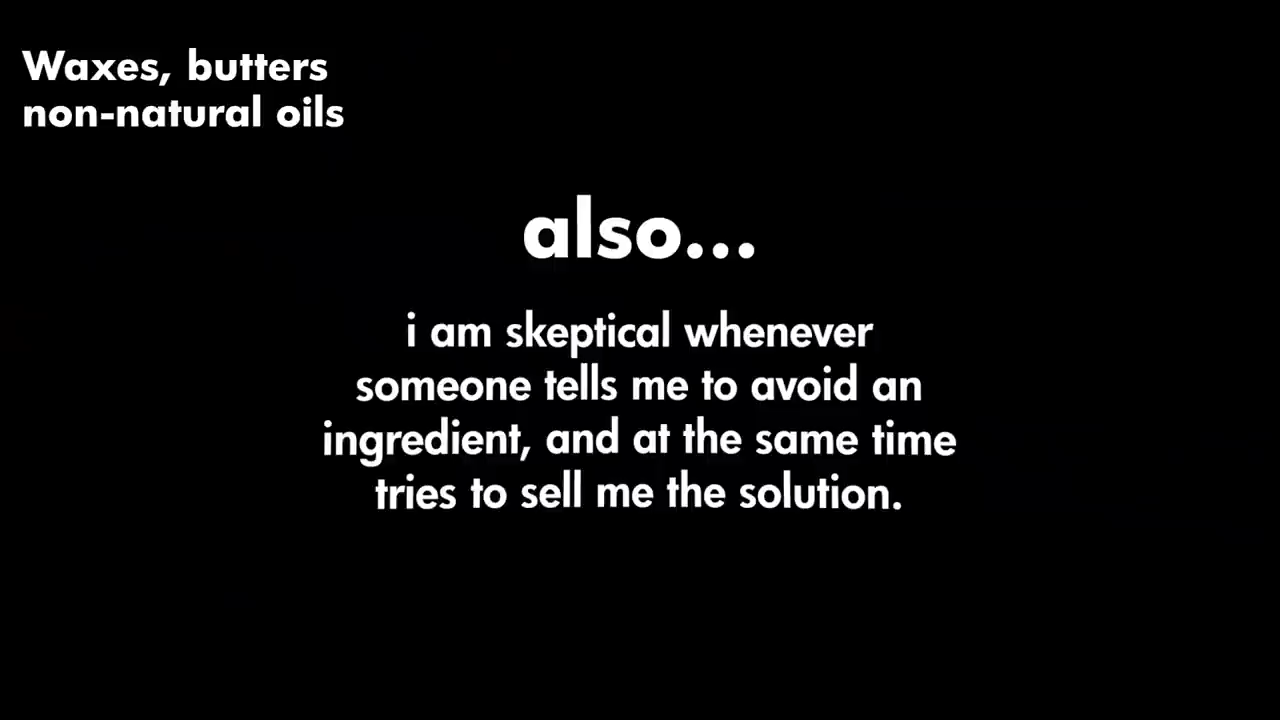 Waxes, butters
non-natural oils
also...
i am skeptical whenever
someone tells me to avoid an
ingredient, and at the same time
tries to sell me the solution.